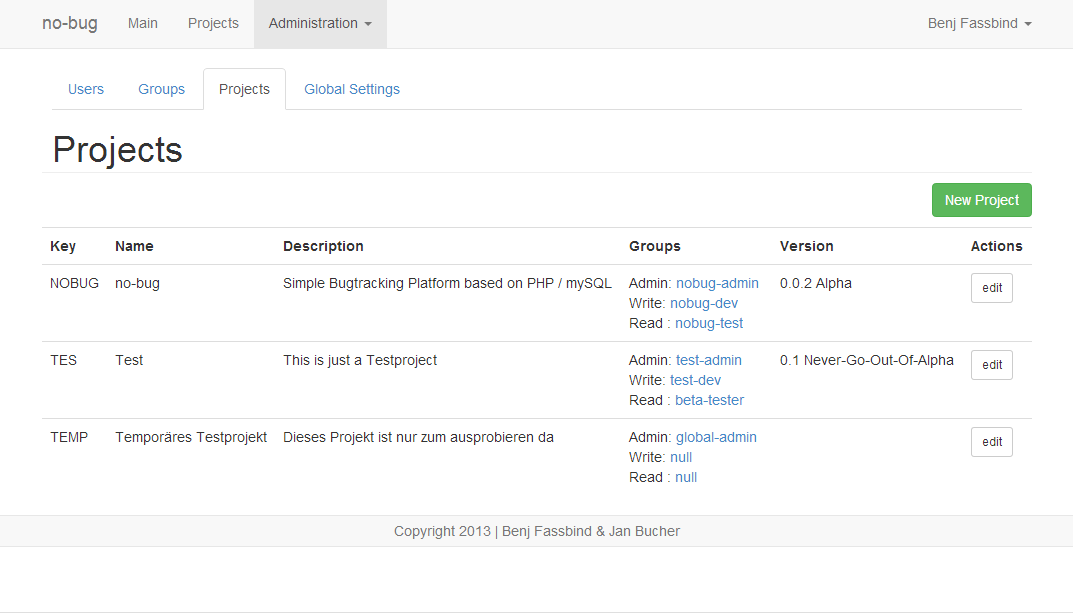 no-bug Main Projects Administration Benj Fassbind
Users Groups Projects Global Settings
Projects
New Project
Key Name Description Groups Version Actions
NOBUG no-bug Simple Bugtracking Platform based on PHP / mySQL Admin: nobug-admin 0.0.2 Alpha edit
Write: nobug-dev
Read : nobug-test
TES Test This is just a Testproject Admin: test-admin 0.1 Never-Go-Out-Of-Alpha edit
Write: test-dev
Read : beta-tester
TEMP Temporäres Testprojekt Dieses Projekt ist nur zum ausprobieren da Admin: global-admin edit
Write: null
Read : null
Copyright 2013 | Benj Fassbind & Jan Bucher